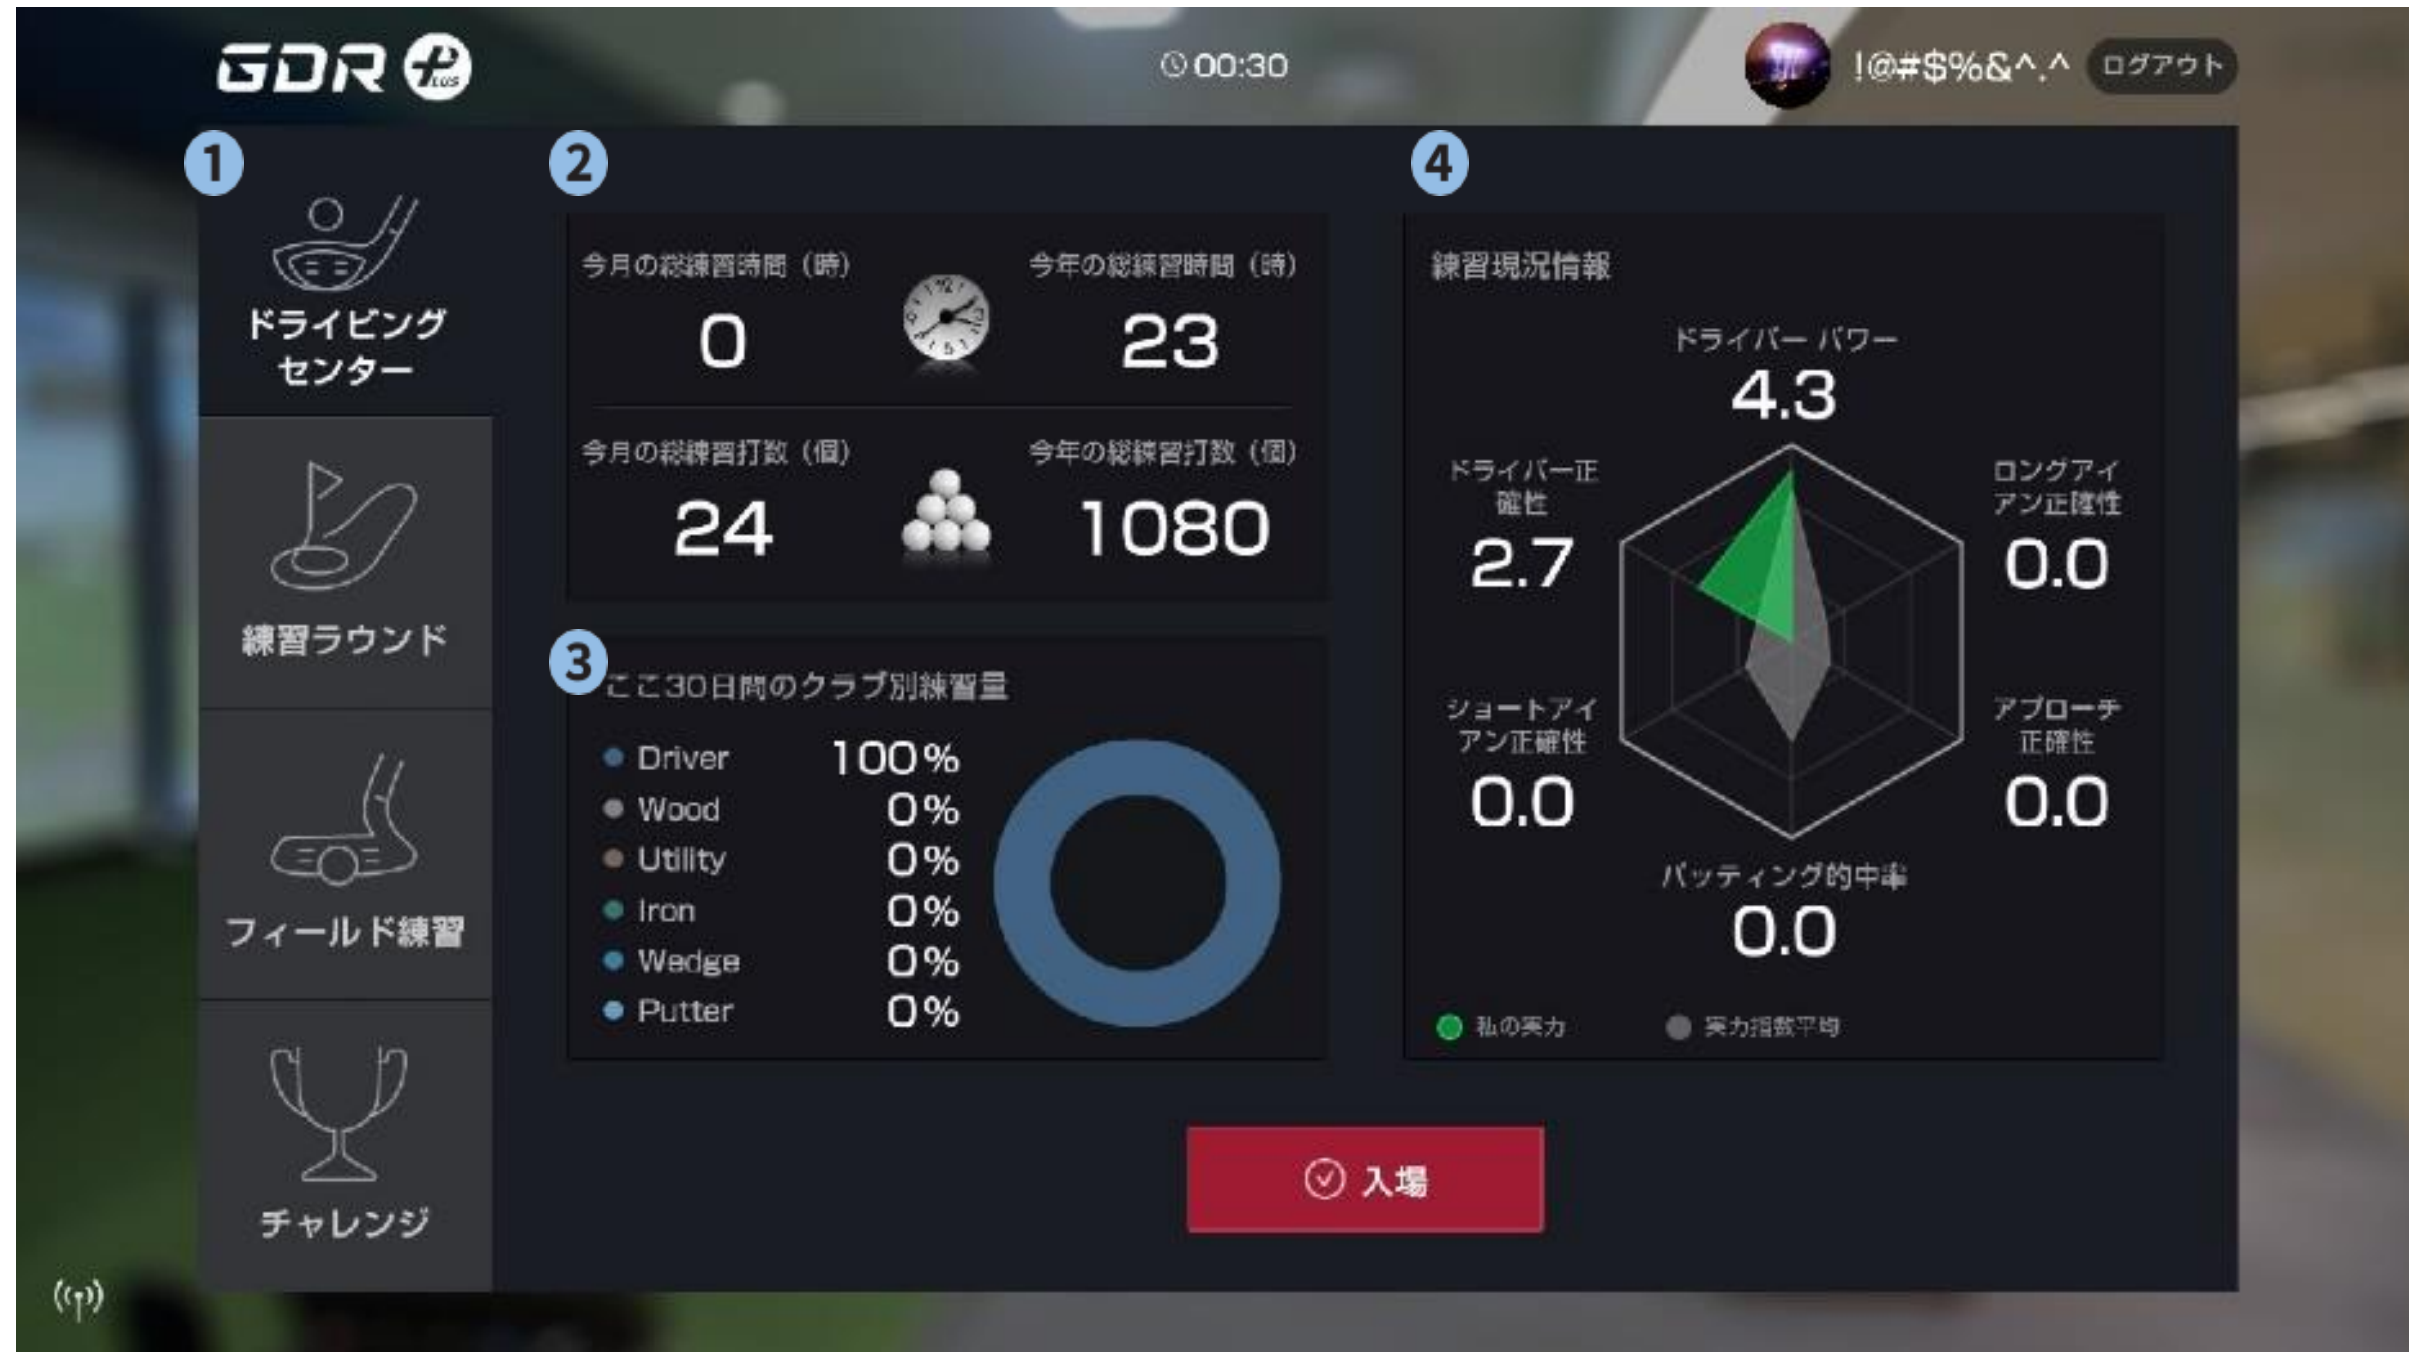 GDR PLUS
00:30
!@#$%&^.^
ログアウト
1
ドライビング
センター
練習ラウンド
フィールド練習
チャレンジ
2
今月の総練習時間（時）
0
今年の総練習時間（時）
23
今月の総練習打数（個）
24
今年の総練習打数（個）
1080
3
ここ30日間のクラブ別練習量
Driver 100%
Wood 0%
Utility 0%
Iron 0%
Wedge 0%
Putter 0%
4
練習現況情報
ドライバー パワー
4.3
ドライバー正
確性
2.7
ロングアイ
アン正確性
0.0
ショートアイ
アン正確性
0.0
アプローチ
正確性
0.0
パッティング的中率
0.0
私の実力
実力指数平均
入場